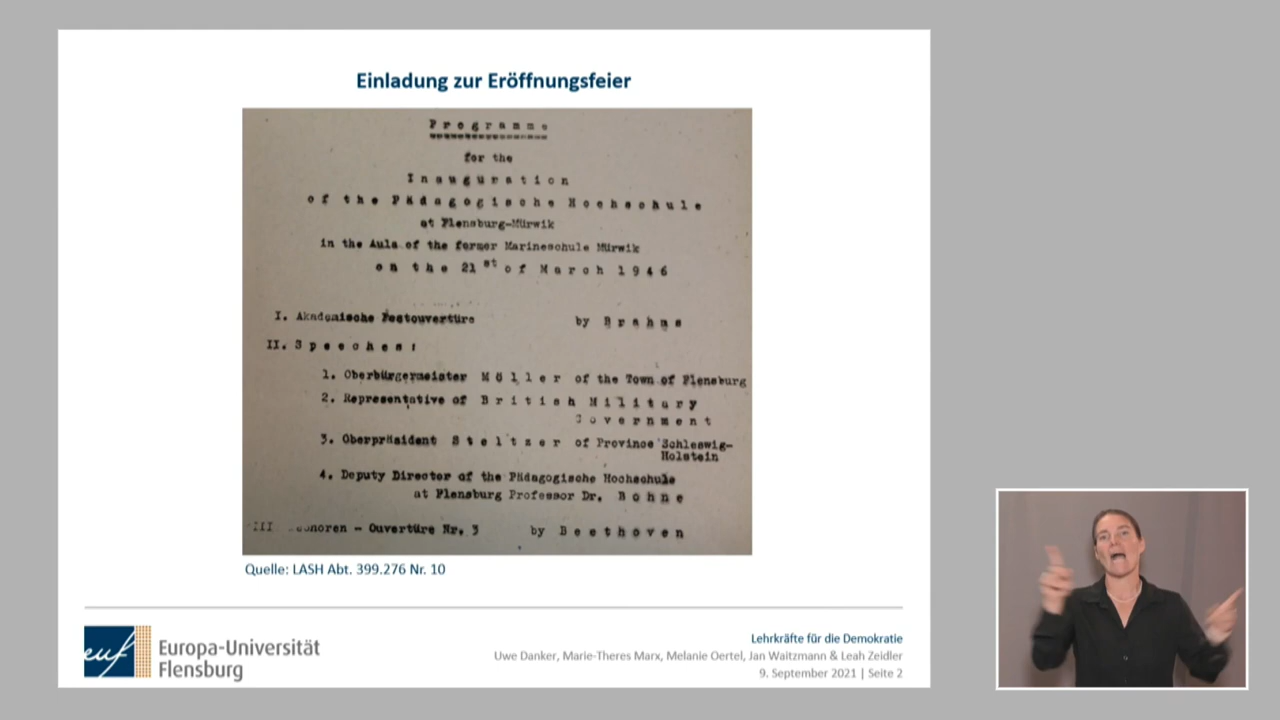 Einladung zur Eröffnungsfeier
Programme
for the
Inauguration
of the Pädagogische Hochschule
at Flensburg-Mürwik
in the Aula of the former Marineschule Mürwik
on the 21st of March 1946
I. Akademische Festouvertüre by Brahms
II. Speeches:
1. Oberbürgermeister Möller of the Town of Flensburg
2. Representative of British Military
Government
3. Oberpräsident Steltzer of Province Schleswig-
Holstein
4. Deputy Director of the Pädagogische Hochschule
at Flensburg Professor Dr. Bohne
III - Ouvertüre Nr. 3 by Beethoven
Quelle: LASH Abt. 399.276 Nr. 10
euf
Europa-Universität
Flensburg
Lehrkräfte für die Demokratie
Uwe Danker, Marie-Theres Marx, Melanie Oertel, Jan Waitzmann & Leah Zeidler
9. September 2021 | Seite 2